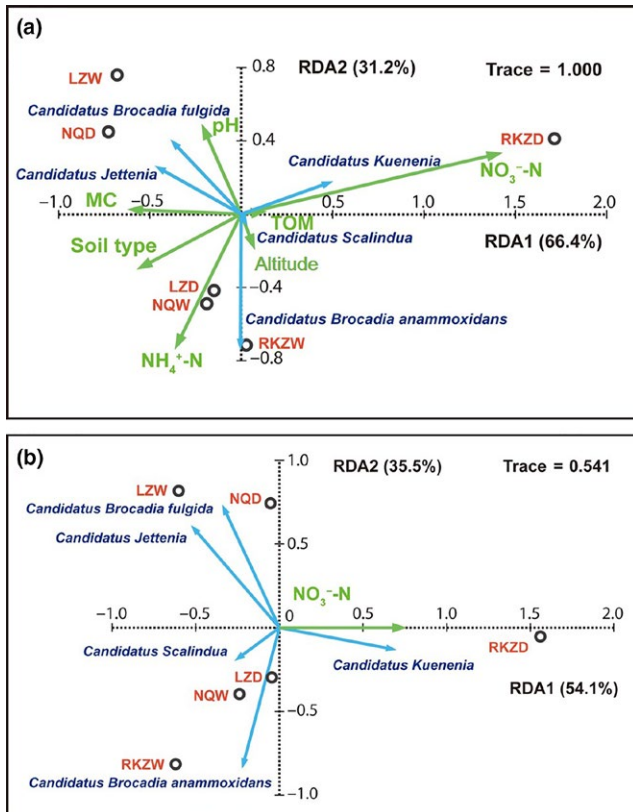 (a)
0.8
RDA2 (31.2%)
Trace = 1.000
LZW
Candidatus Brocadia fulgida
pH
0.4
NQD
RKZD
Candidatus Jettenia
Candidatus Kuenenia
NO₃⁻-N
MC
-1.0
-0.5
TOM
0.5
1.0
1.5
2.0
Candidatus Scalindua
RDA1 (66.4%)
Soil type
Altitude
LZD
-0.4
NQW
Candidatus Brocadia anammoxidans
RKZW
NH₄⁺-N
-0.8
(b)
1.0
RDA2 (35.5%)
Trace = 0.541
LZW
NQD
Candidatus Brocadia fulgida
0.5
Candidatus Jettenia
NO₃⁻-N
-1.0
-0.5
0
0.5
1.0
1.5
2.0
RKZD
Candidatus Scalindua
Candidatus Kuenenia
LZD
NQW
RDA1 (54.1%)
-0.5
RKZW
Candidatus Brocadia anammoxidans
-1.0